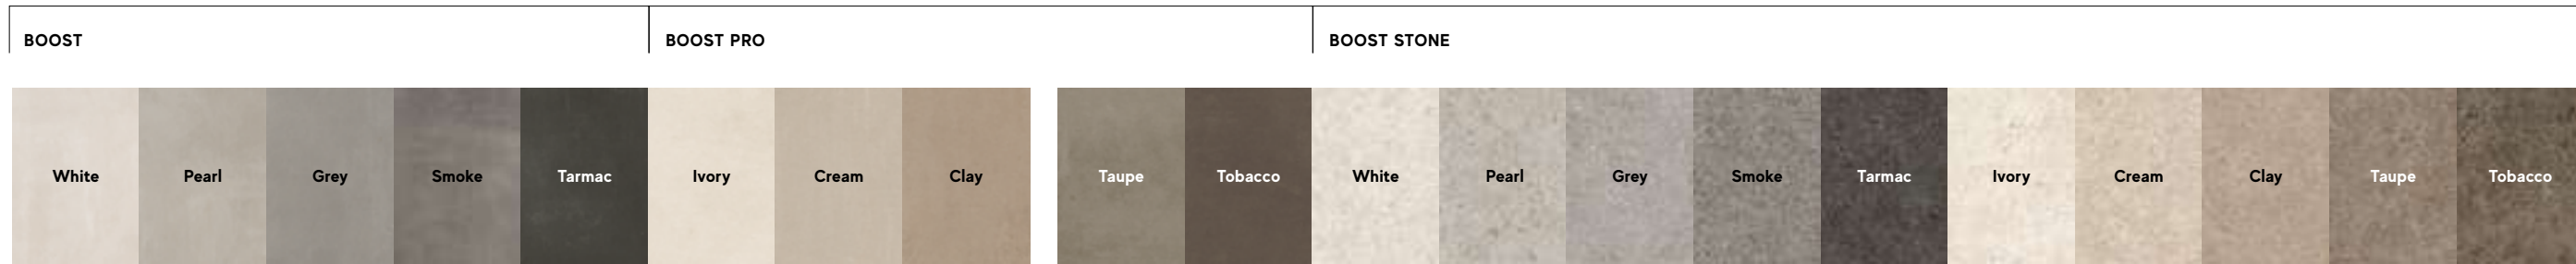 BOOST BOOST PRO BOOST STONE
White Pearl Grey Smoke Tarmac Ivory Cream Clay Taupe Tobacco White Pearl Grey Smoke Tarmac Ivory Cream Clay Taupe Tobacco